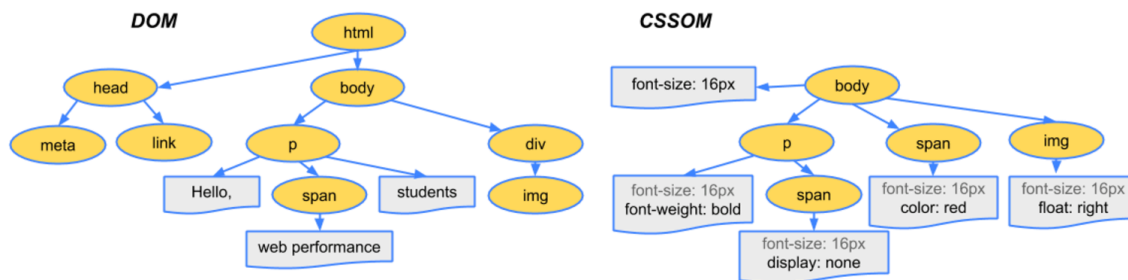 DOM
html
head
body
meta
link
p
div
Hello,
span
students
img
web performance
CSSOM
font-size: 16px
body
p
span
img
font-size: 16px
font-weight: bold
span
font-size: 16px
color: red
font-size: 16px
float: right
font-size: 16px
display: none